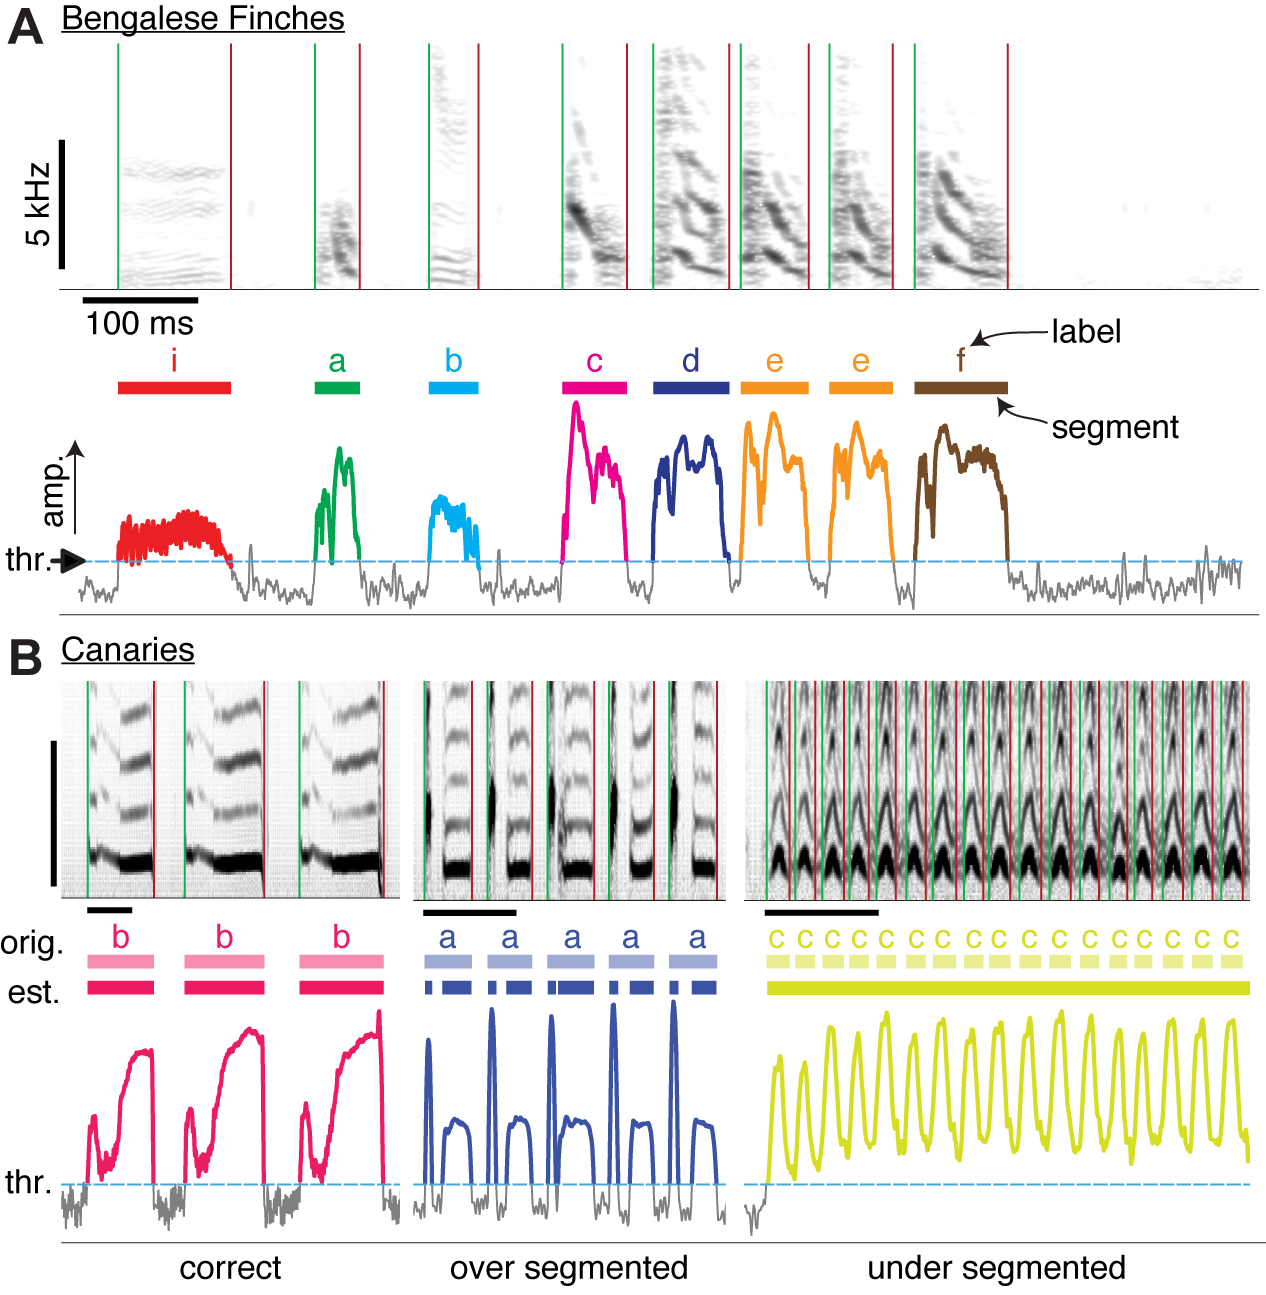 A Bengalese Finches
5 kHz
100 ms
label
i a b c d e e f
segment
amp.
thr.
B Canaries
orig. b b b a a a a a c c c c c c c c c c c c c c c c c
est.
thr.
correct over segmented under segmented